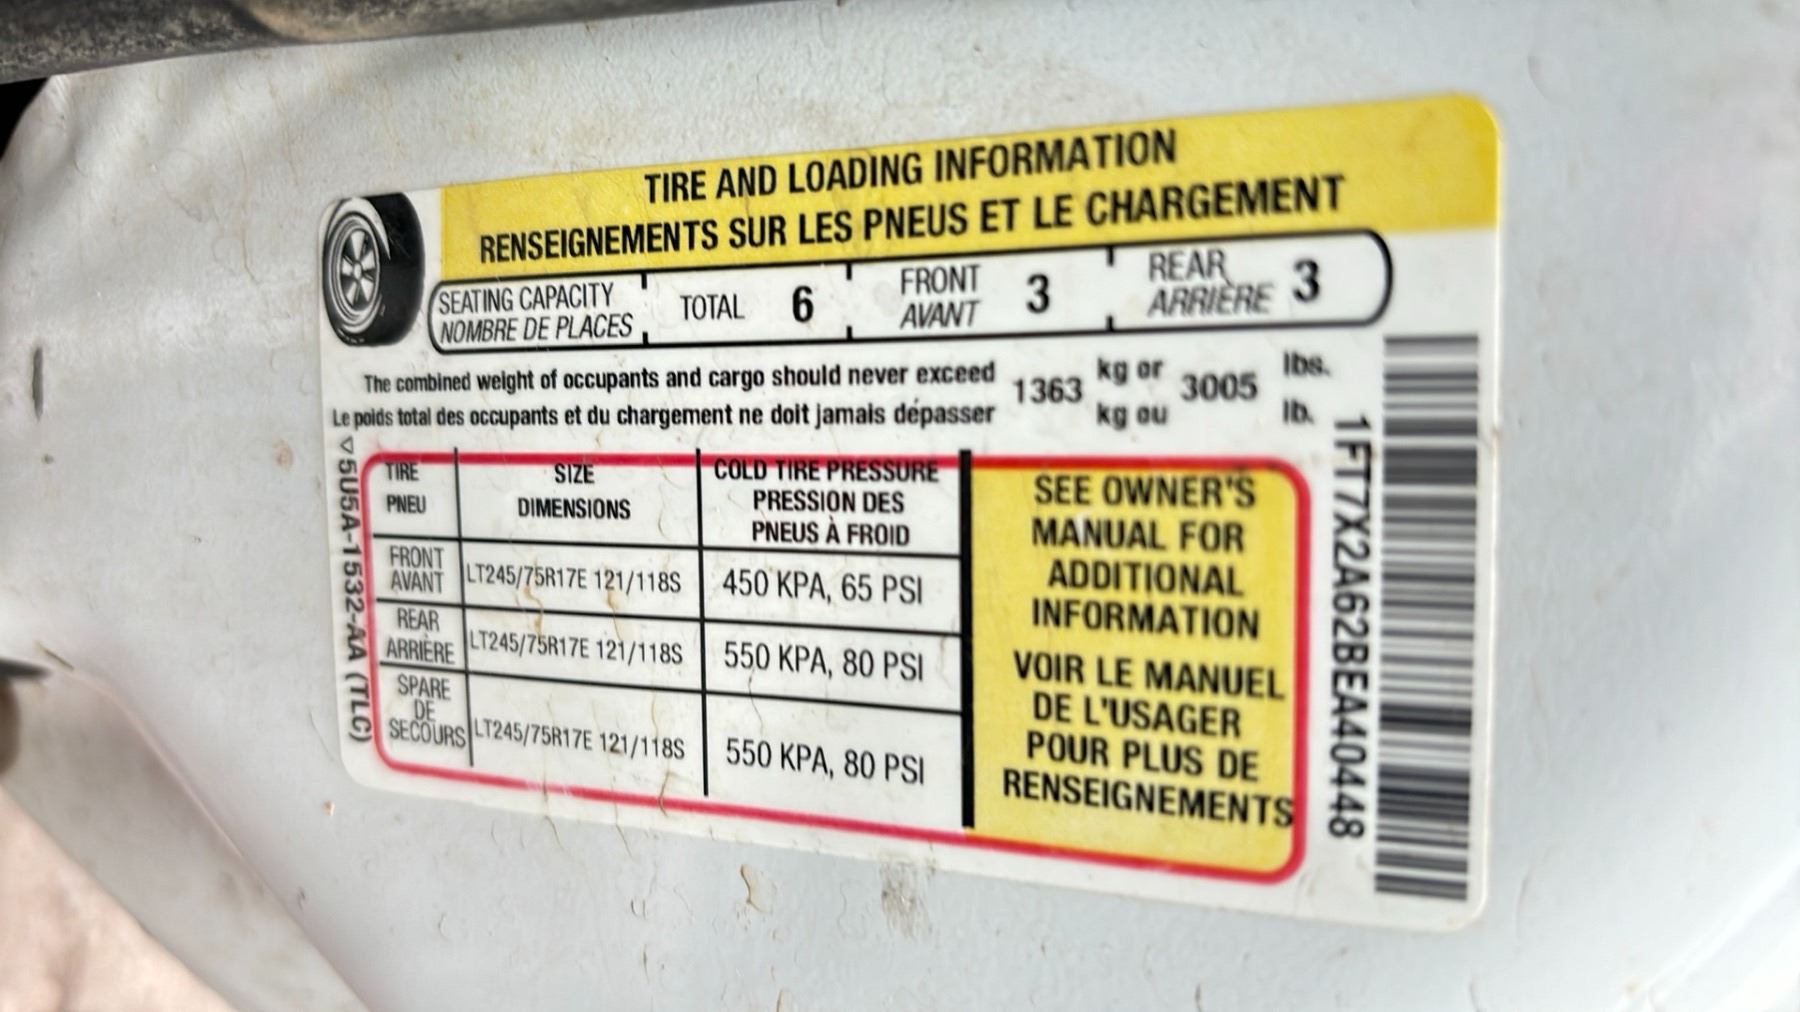 TIRE AND LOADING INFORMATION
RENSEIGNEMENTS SUR LES PNEUS ET LE CHARGEMENT
SEATING CAPACITY TOTAL 6 FRONT 3 REAR 3
NOMBRE DE PLACES AVANT ARRIÈRE
The combined weight of occupants and cargo should never exceed 1363 kg or 3005 lbs.
Le poids total des occupants et du chargement ne doit jamais dépasser kg ou lb.
TIRE SIZE COLD TIRE PRESSURE
PNEU DIMENSIONS PRESSION DES
PNEUS À FROID
FRONT
AVANT LT245/75R17E 121/118S 450 KPA, 65 PSI
REAR
ARRIÈRE LT245/75R17E 121/118S 550 KPA, 80 PSI
SPARE
DE
SECOURS LT245/75R17E 121/118S 550 KPA, 80 PSI
SEE OWNER'S
MANUAL FOR
ADDITIONAL
INFORMATION
VOIR LE MANUEL
DE L'USAGER
POUR PLUS DE
RENSEIGNEMENTS
▽5U5A-1532-AA (TLC)
1FT7X2A62BEA40448